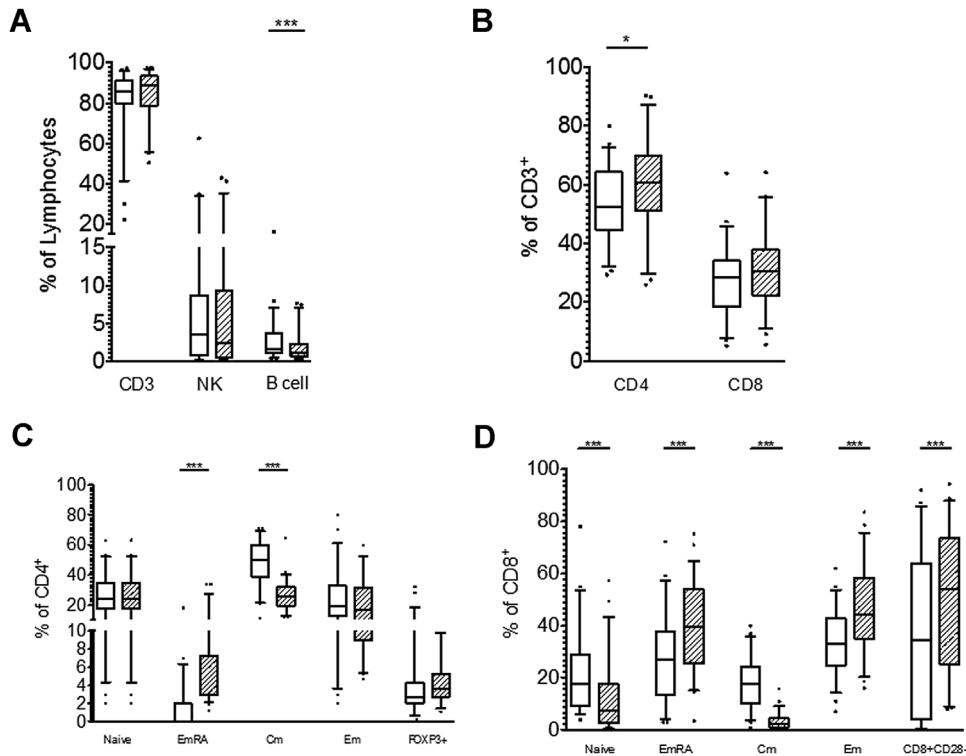 A
***
% of Lymphocytes
100
80
60
40
20
15
10
5
0
CD3 NK B cell
B
*
% of CD3+
100
80
60
40
20
0
CD4 CD8
C
*** ***
% of CD4+
100
80
60
40
20
8
6
4
2
0
Naive EmRA Cm Em FOXP3+
D
*** *** *** *** ***
% of CD8+
100
80
60
40
20
0
Naive EmRA Cm Em CD8+CD28-